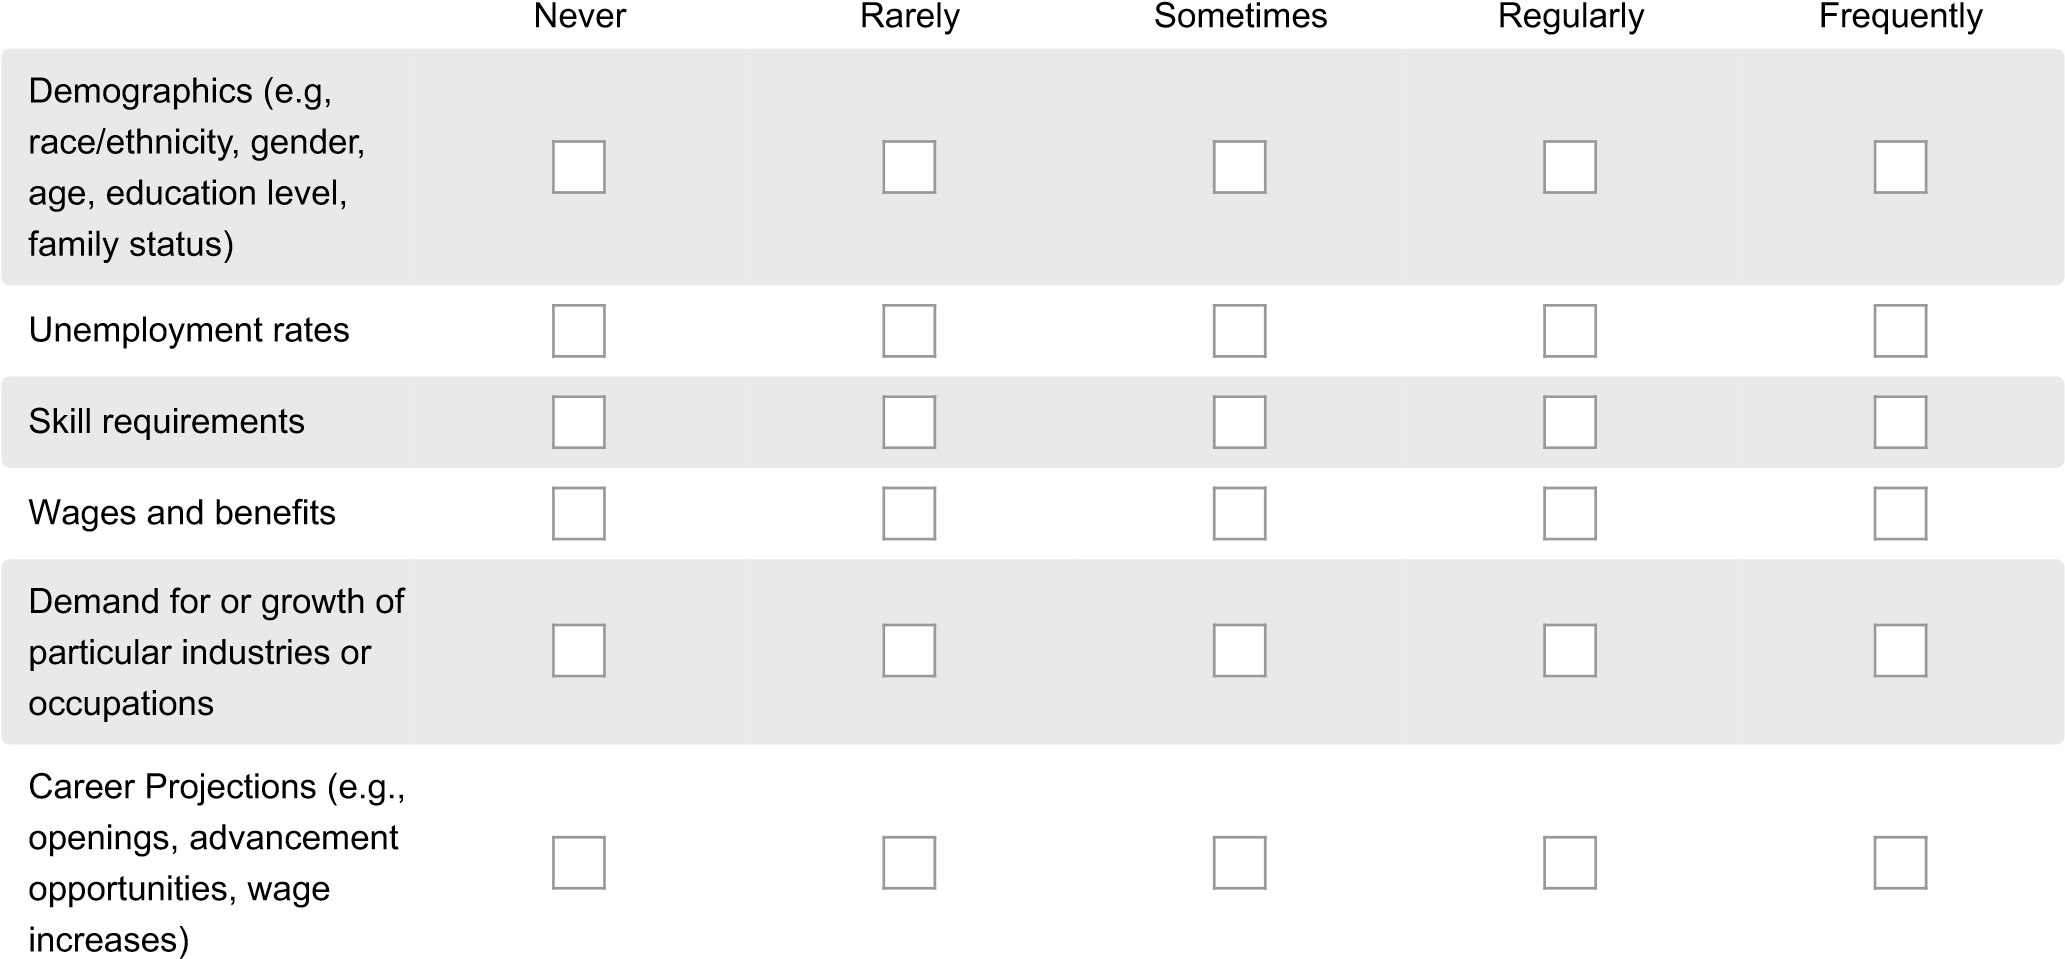 Never Rarely Sometimes Regularly Frequently
Demographics (e.g,
race/ethnicity, gender,
age, education level,
family status)
Unemployment rates
Skill requirements
Wages and benefits
Demand for or growth of
particular industries or
occupations
Career Projections (e.g.,
openings, advancement
opportunities, wage
increases)